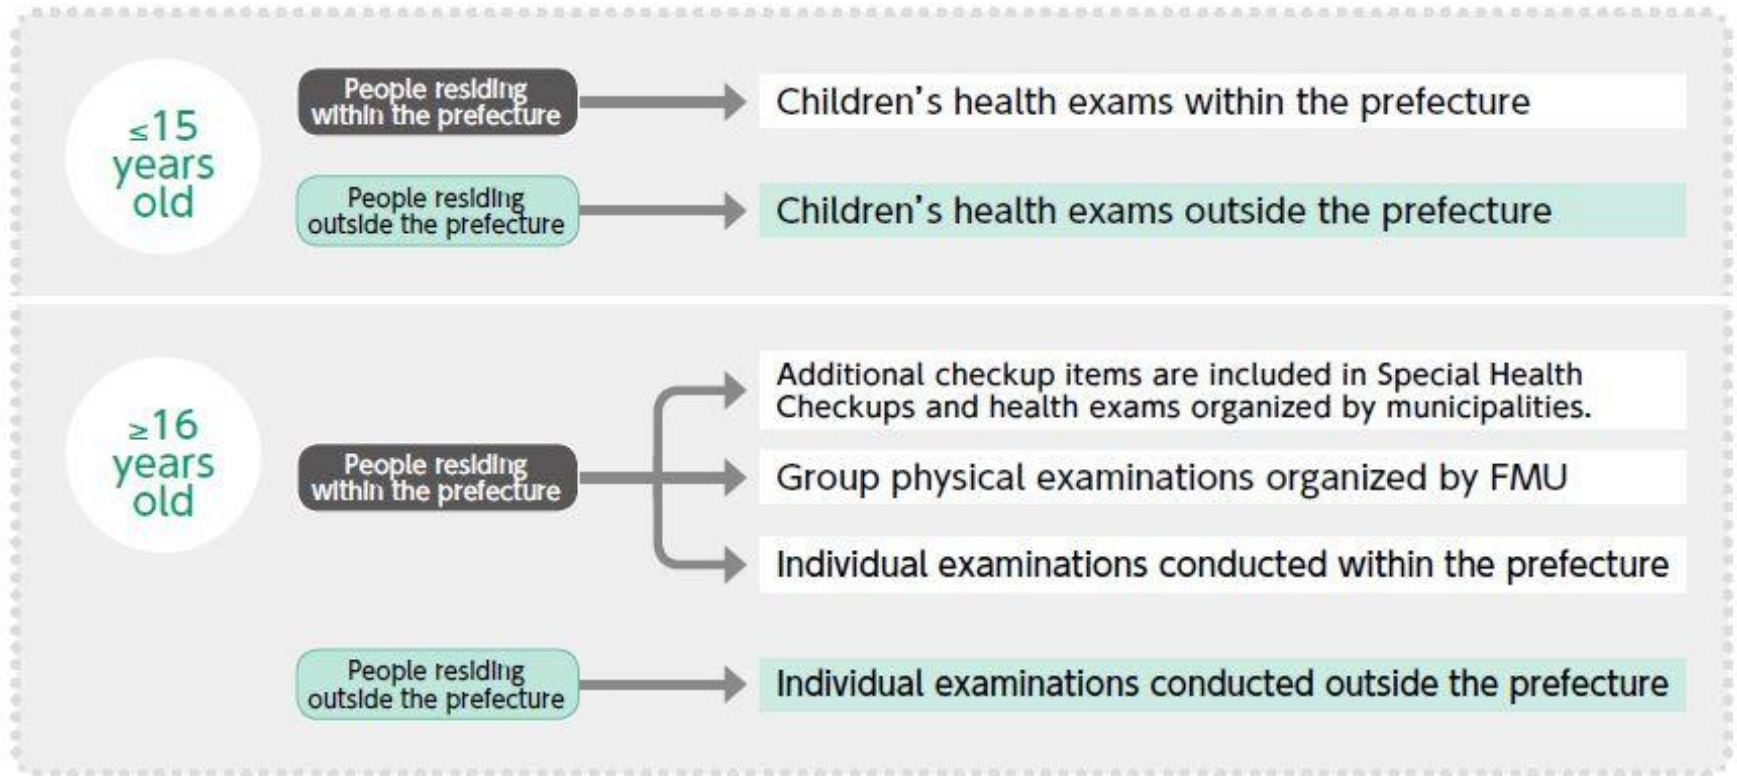 ≤15
years
old
People residing
within the prefecture
Children's health exams within the prefecture
People residing
outside the prefecture
Children's health exams outside the prefecture
≥16
years
old
People residing
within the prefecture
Additional checkup items are included in Special Health
Checkups and health exams organized by municipalities.
Group physical examinations organized by FMU
Individual examinations conducted within the prefecture
People residing
outside the prefecture
Individual examinations conducted outside the prefecture